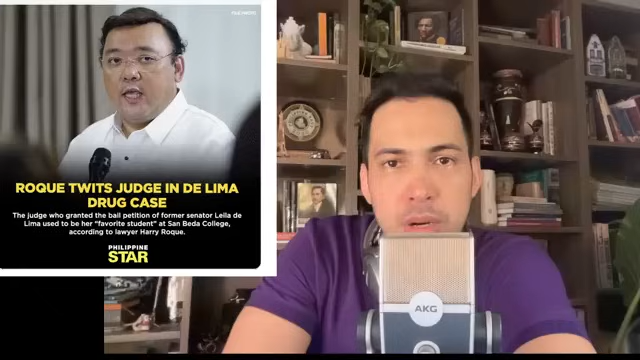 ROQUE TWITS JUDGE IN DE LIMA
DRUG CASE
The judge who granted the bail petition of former senator Leila de
Lima used to be her "favorite student" at San Beda College,
according to lawyer Harry Roque.
PHILIPPINE
STAR
AKG